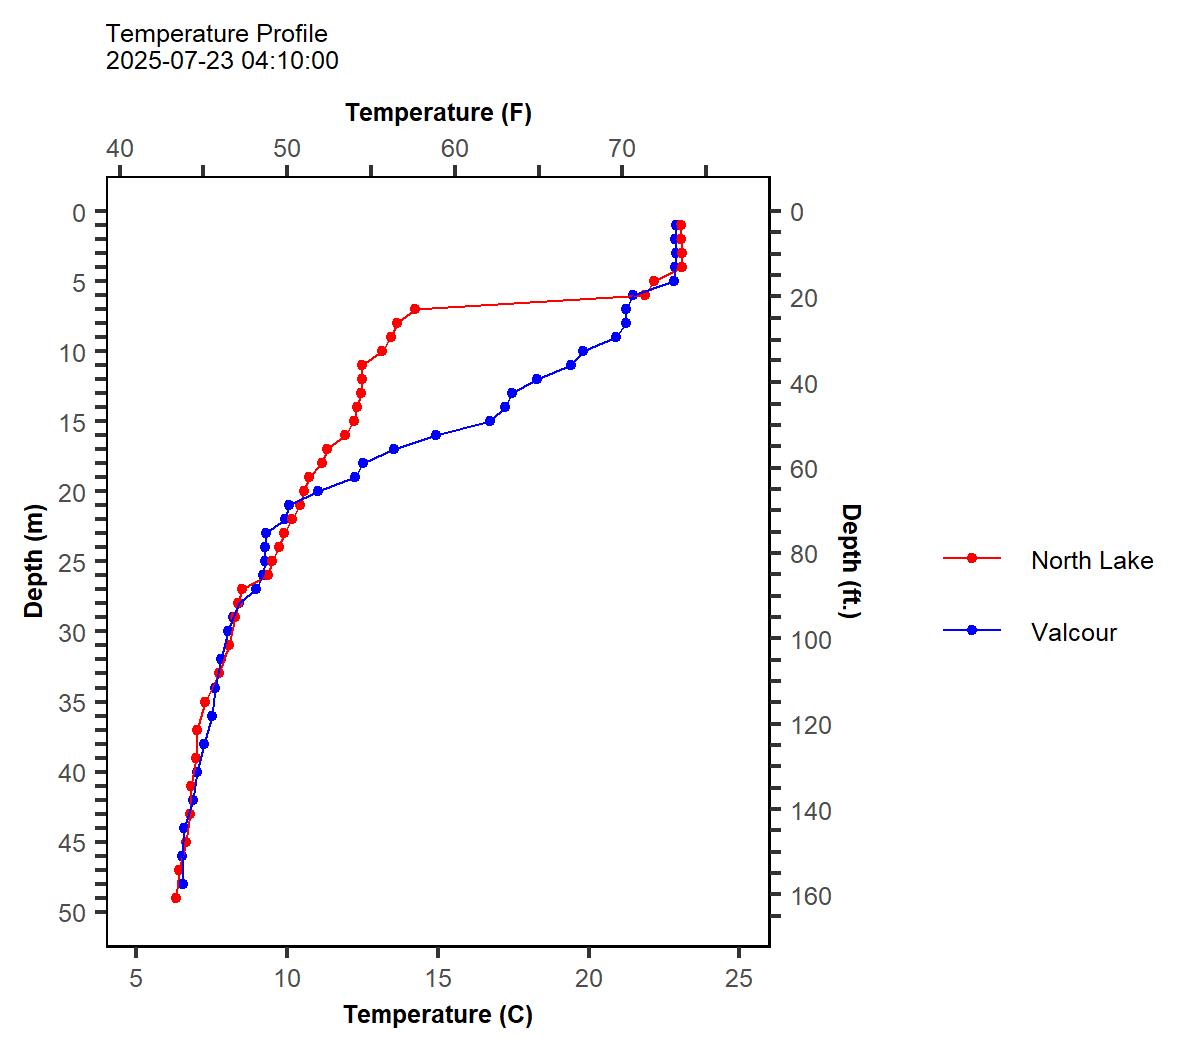 Temperature Profile
2025-07-23 04:10:00
Temperature (F)
40 50 60 70
0 0
5
20
10
40
15
60
20
80
25
30
100
35
120
40
140
45
160
50
Depth (m)
Depth (ft.)
North Lake
Valcour
5 10 15 20 25
Temperature (C)